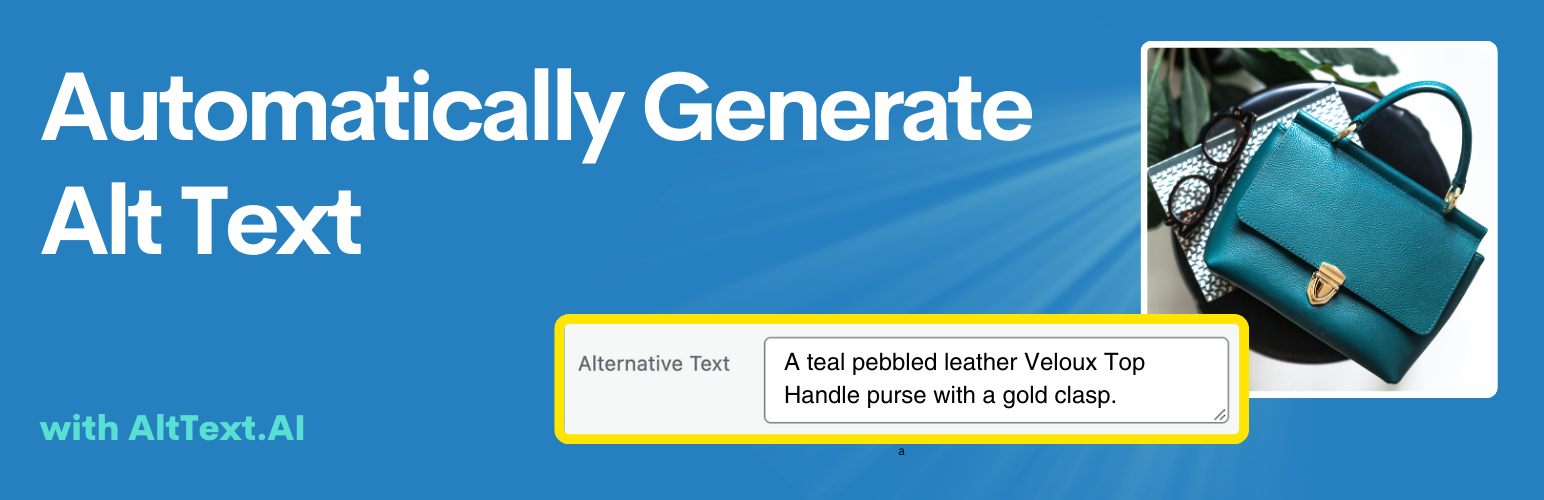 Automatically Generate
Alt Text
Alternative Text
A teal pebbled leather Veloux Top
Handle purse with a gold clasp.
with AltText.AI
a